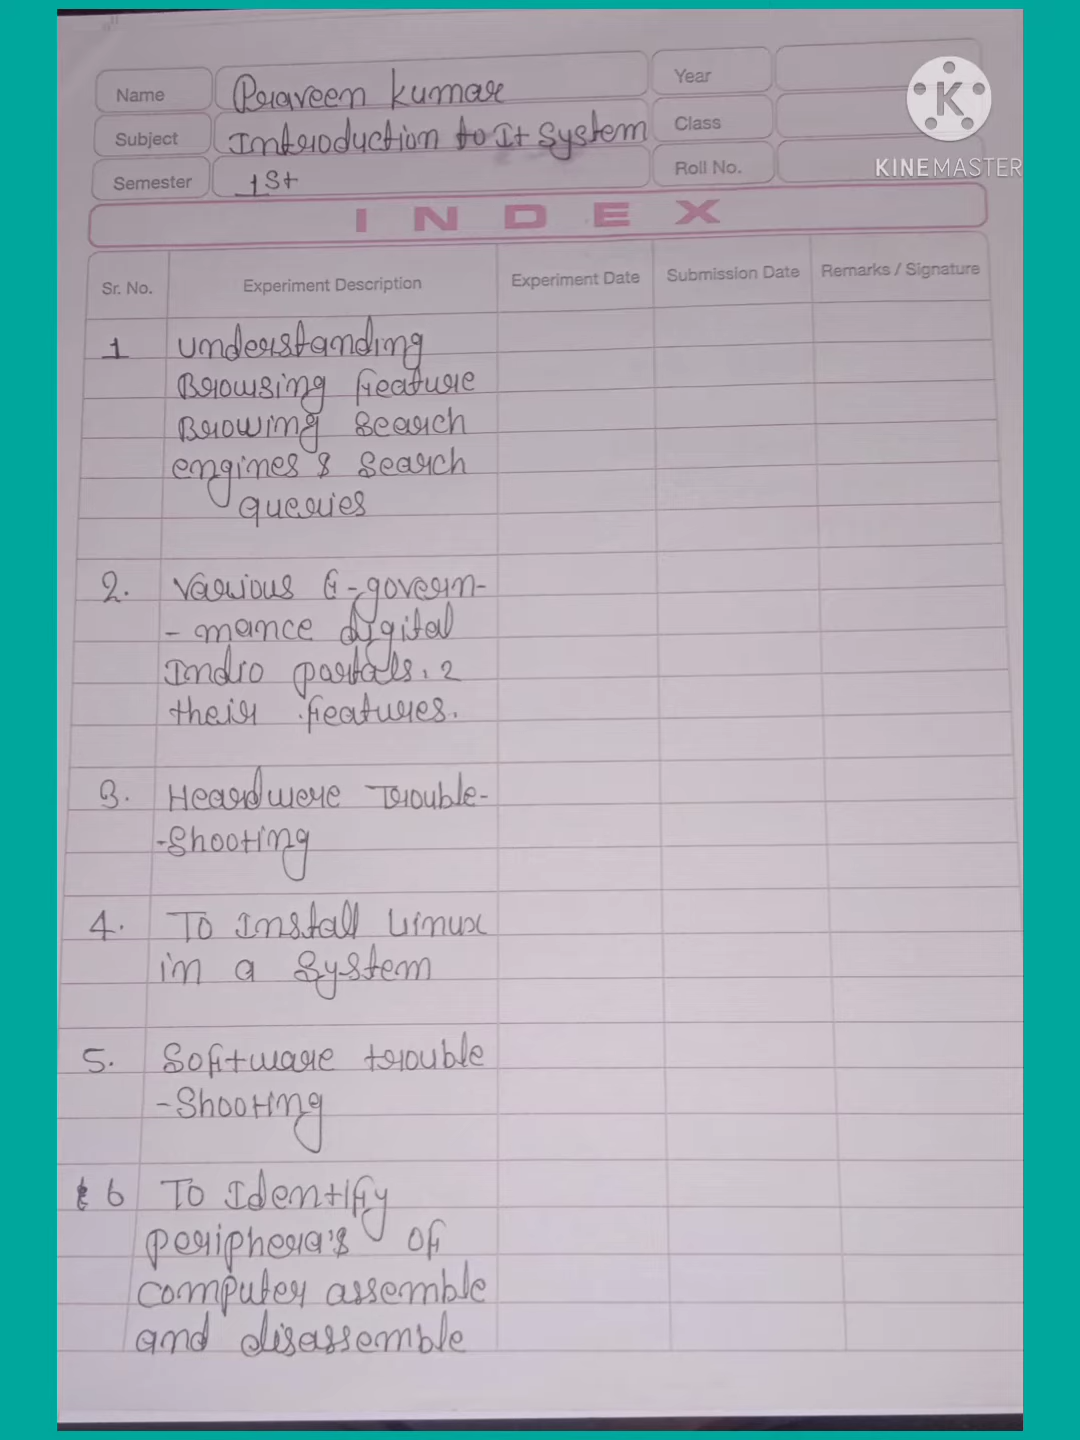 Name Praveen Kumar Year
KINEMASTER
Subject Introduction to It System Class
Semester 1st Roll No.
INDEX
Sr. No. Experiment Description Experiment Date Submission Date Remarks / Signature
1 understanding
Browsing feature
Browing search
engines & search
queries
2. Various E-govern-
- mance digital
India portals. 2
their features.
3. Heardwere Trouble-
-Shooting
4. To Install Linux
in a System
5. Software trouble
-Shooting
6 To Identify
periphera's of
computer assemble
and disassemble